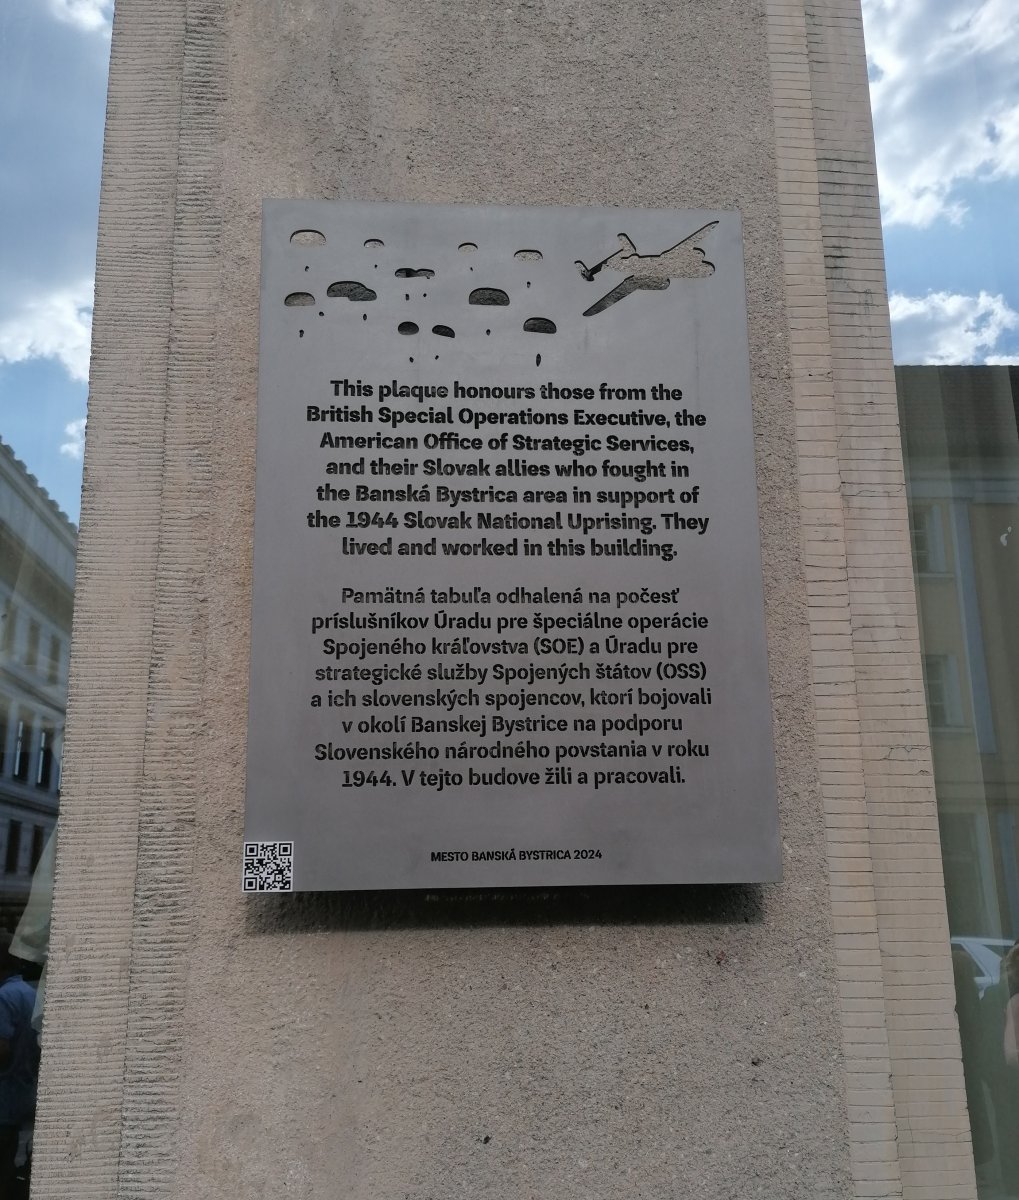 This plaque honours those from the
British Special Operations Executive, the
American Office of Strategic Services,
and their Slovak allies who fought in
the Banská Bystrica area in support of
the 1944 Slovak National Uprising. They
lived and worked in this building.
Pamätná tabuľa odhalená na počesť
príslušníkov Úradu pre špeciálne operácie
Spojeného kráľovstva (SOE) a Úradu pre
strategické služby Spojených štátov (OSS)
a ich slovenských spojencov, ktorí bojovali
v okolí Banskej Bystrice na podporu
Slovenského národného povstania v roku
1944. V tejto budove žili a pracovali.
MESTO BANSKÁ BYSTRICA 2024